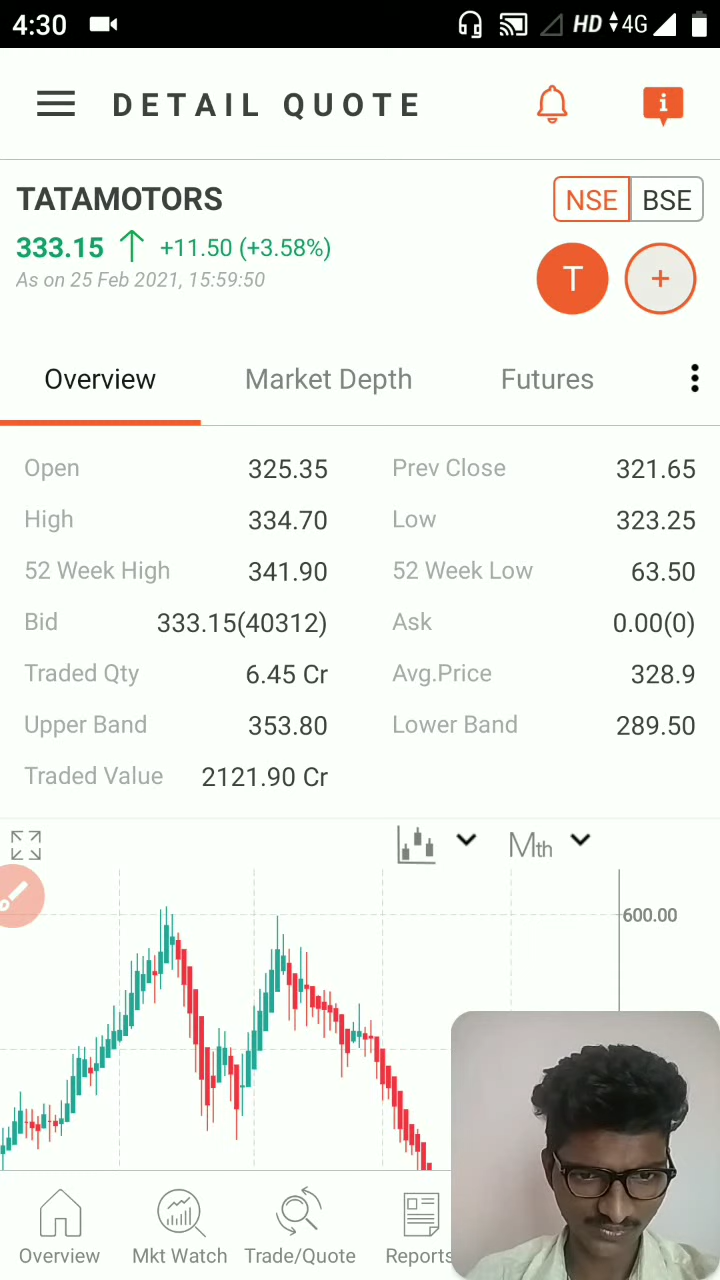 4:30 HD 4G
DETAIL QUOTE i
TATAMOTORS NSE BSE
333.15 ↑ +11.50 (+3.58%)
As on 25 Feb 2021, 15:59:50 T +
Overview Market Depth Futures
Open 325.35 Prev Close 321.65
High 334.70 Low 323.25
52 Week High 341.90 52 Week Low 63.50
Bid 333.15(40312) Ask 0.00(0)
Traded Qty 6.45 Cr Avg.Price 328.9
Upper Band 353.80 Lower Band 289.50
Traded Value 2121.90 Cr
Mth
600.00
Overview Mkt Watch Trade/Quote Reports